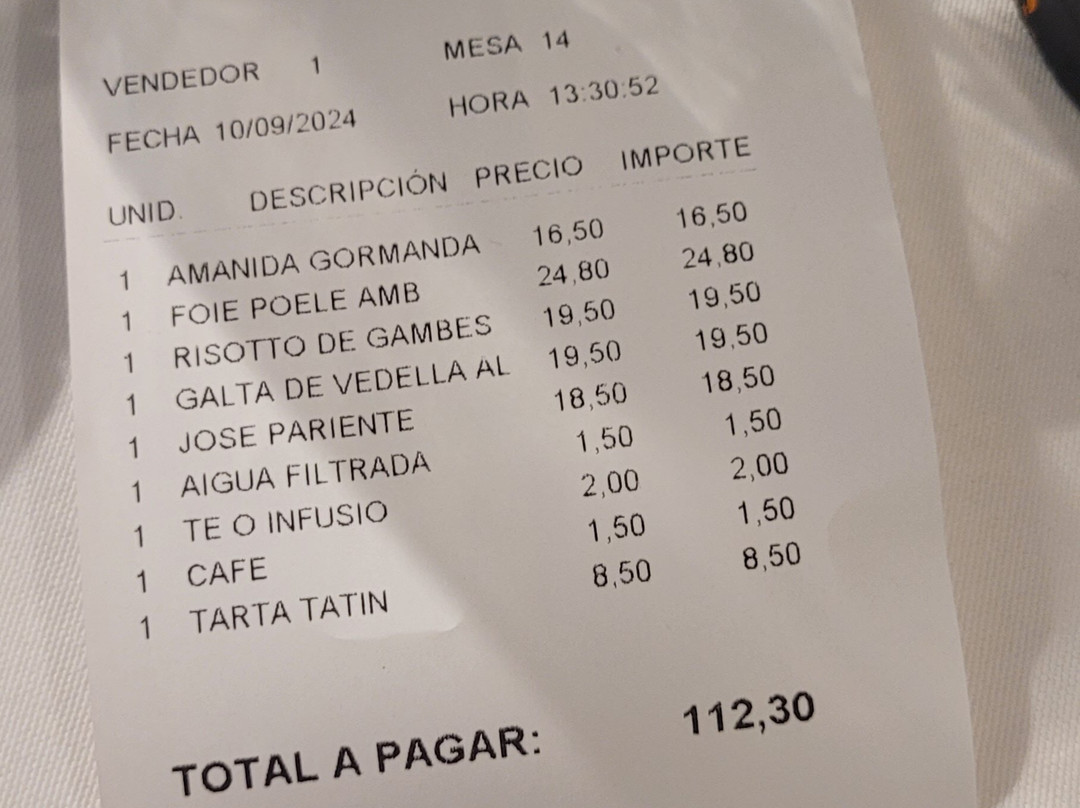 VENDEDOR 1 MESA 14
FECHA 10/09/2024 HORA 13:30:52
UNID. DESCRIPCIÓN PRECIO IMPORTE
1 AMANIDA GORMANDA 16,50 16,50
1 FOIE POELE AMB 24,80 24,80
1 RISOTTO DE GAMBES 19,50 19,50
1 GALTA DE VEDELLA AL 19,50 19,50
1 JOSE PARIENTE 18,50 18,50
1 AIGUA FILTRADA 1,50 1,50
1 TE O INFUSIO 2,00 2,00
1 CAFE 1,50 1,50
1 TARTA TATIN 8,50 8,50
TOTAL A PAGAR: 112,30